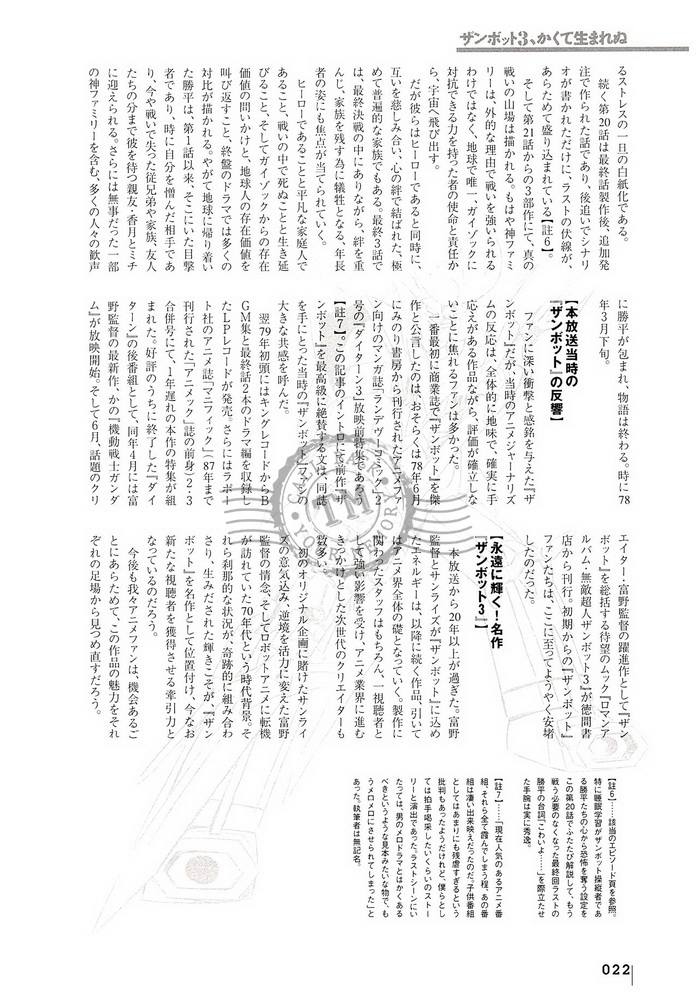 ザンボット3、かくて生まれぬ
るストレスの一旦の白紙化である。
　続く第20話は最終話製作後、追加発
注で作られた話であり、後追いでシナリ
オが書かれただけに、ラストの伏線が、
あらためて盛り込まれている【註6】。
　そして第21話からの3部作にて、真の
戦いの山場は描かれる。もはや神ファミ
リーは、外的な理由で戦いを強いられる
わけではなく、地球で唯一、ガイゾックに
対抗できる力を持った者の使命と責任か
ら、宇宙へ飛び出す。
　だが彼らはヒーローであると同時に、
互いを慈しみ合い、心の絆で結ばれた、極
めて普遍的な家族でもある。最終3話で
は、最終決戦の中にありながら、絆を重
んじ、家族を残す為に犠牲となる、年長
者の姿にも焦点が当てられていく。
　ヒーローであることと平凡な家庭人で
あること、戦いの中で死ぬことと生き延
びること、そしてガイゾックからの存在
価値の問いかけと、地球人の存在価値を
叫び返すこと、終盤のドラマでは多くの
対比が描かれる。やがて地球に帰り着い
た勝平は、第1話以来、そこにいた目撃
者であり、時に自分を憎んだ相手であ
り、今や戦いで失った従兄弟や家族、友人
たちの分まで彼を待つ親友・香月とミチ
に迎えられる。さらには無事だった一部
の神ファミリーを含む、多くの人々の歓声
に勝平が包まれ、物語は終わる。時に78
年3月下旬。
【本放送当時の
『ザンボット』の反響】
　ファンに深い衝撃と感銘を与えた『ザ
ンボット』だが、当時のアニメジャーナリズ
ムの反応は、全体的に地味で、確実に手
応えがある作品ながら、評価が確立しな
いことに焦れるファンは多かった。
　一番最初に商業誌で『ザンボット』を傑
作と公言したのは、おそらくは78年6月
にみのり書房から刊行されたアニメファ
ン向けのマンガ誌「ランデヴーコミック」2
号の『ダイターン3』放映前特集であろう
【註7】。この記事のイントロにて前作『ザ
ンボット』を最高級に絶賛する文は、同誌
を手にとった当時の『ザンボット』ファンの
大きな共感を呼んだ。
　翌79年初頭にはキングレコードからB
GM集と最終話2本のドラマ編を収録し
たLPレコードが発売。さらにはラポー
ト社のアニメ誌「マニフィック」（87年まで
刊行された「アニメック」誌の前身）2・3
合併号にて、1年遅れの本作の特集が組
まれた。好評のうちに終了した『ダイ
ターン』の後番組として、同年4月には富
野監督の最新作、かの『機動戦士ガンダ
ム』が放映開始。そして6月、話題のクリ
エイター・富野監督の躍進作として『ザン
ボット』を総括する待望のムック「ロマンア
ルバム・無敵超人ザンボット3」が徳間書
店から刊行。初期からの『ザンボット』
ファンたちは、ここに至ってようやく安堵
したのだった。
【永遠に輝く！名作
『ザンボット3』】
　本放送から20年以上が過ぎた。富野
監督とサンライズが『ザンボット』に込め
たエネルギーは、以降に続く作品、引いて
はアニメ界全体の礎となっていく。製作に
関わったスタッフはもちろん、一視聴者と
して強い影響を受け、アニメ業界に進む
きっかけとした次世代のクリエイターも
数多い。
　初のオリジナル企画に賭けたサンライ
ズの意気込み、逆境を活力に変えた富野
監督の情念、そしてロボットアニメに転機
が訪れていた70年代という時代背景。そ
れら刹那的な状況が、奇跡的に組み合わ
さり、生みだされた輝きこそが、『ザン
ボット』を名作として位置付け、今なお
新たな視聴者を獲得させる牽引力と
なっているのだろう。
　今後も我々アニメファンは、機会あるご
とにあらためて、この作品の魅力をそれ
ぞれの足場から見つめ直すだろう。
【註6】……該当のエピソード頁を参照。
特に睡眠学習がザンボット操縦者であ
る勝平たちの心から恐怖を奪う設定を
この第20話でふたたび解説して、もう
戦う必要のなくなった最終回ラストの
勝平の台詞「こわいよ……」を際立たせ
た手腕は実に秀逸。
【註7】……「現在人気のあるアニメ番
組、それら全て霞んでしまう程、あの番
組は凄い出来映えだったのだ。子供番組
としてはあまりにも残虐すぎるという
批判もあったようだけれど、僕らとし
ては拍手喝采したいくらいのストー
リーと演出であった。ラストシーンにい
たっては、男のメロドラマとはかくある
べきというような見本みたいな物で、も
うメロメロにさせられてしまった」と
あった。執筆者は無記名。
022